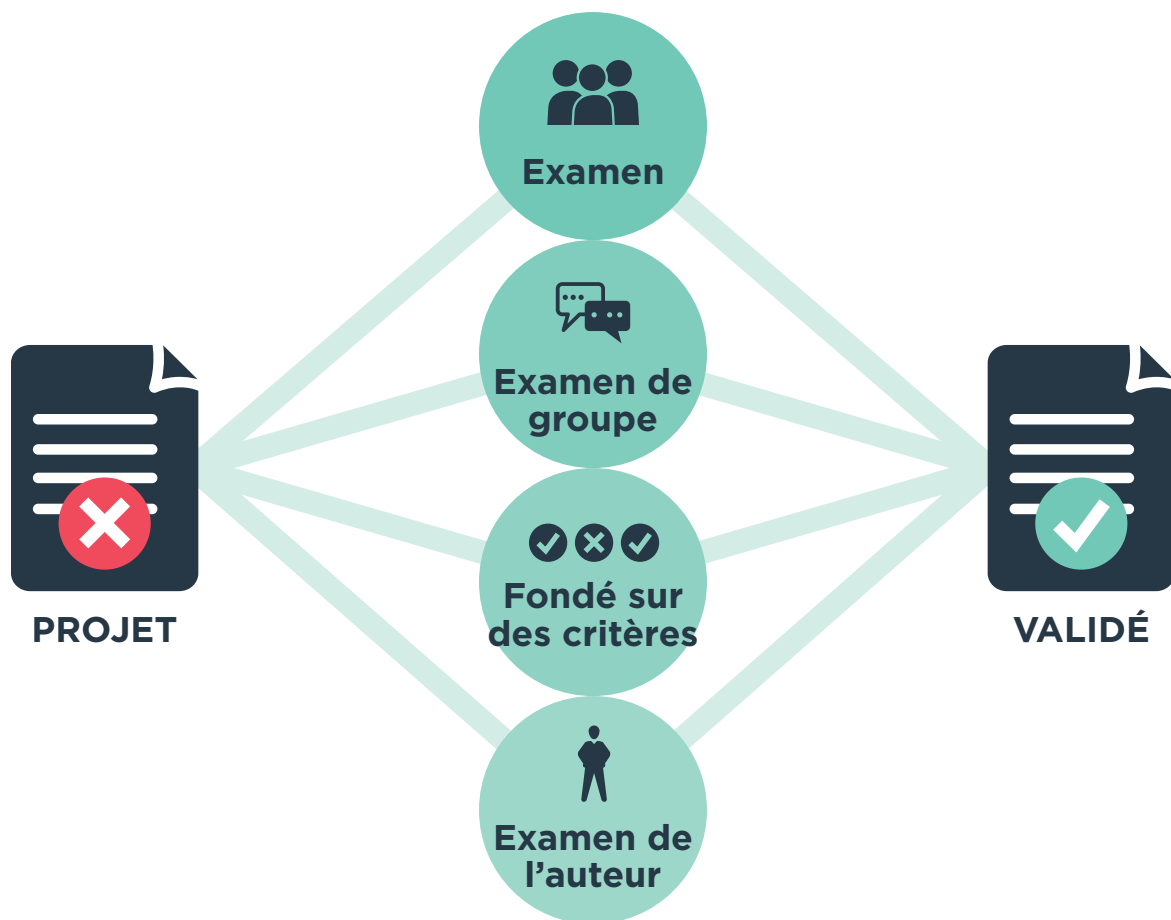 Examen
Examen de
groupe
PROJET
Fondé sur
des critères
VALIDÉ
Examen de
l’auteur